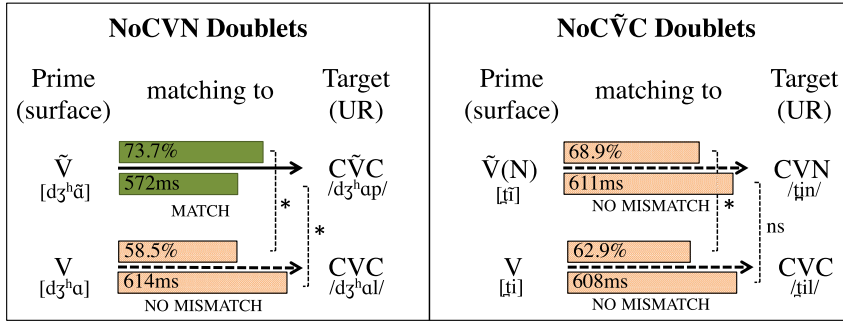 NoCVN Doublets
Prime
(surface)
matching to
Target
(UR)
Ṽ
[dʒʰɑ̃]
73.7%
572ms
MATCH
CṼC
/dʒʰɑp/
*
*
V
[dʒʰɑ]
58.5%
614ms
NO MISMATCH
CVC
/dʒʰɑl/
NoCṼC Doublets
Prime
(surface)
matching to
Target
(UR)
Ṽ(N)
[t̪ĩ]
68.9%
611ms
NO MISMATCH
CVN
/t̪in/
*
ns
V
[t̪i]
62.9%
608ms
NO MISMATCH
CVC
/t̪il/